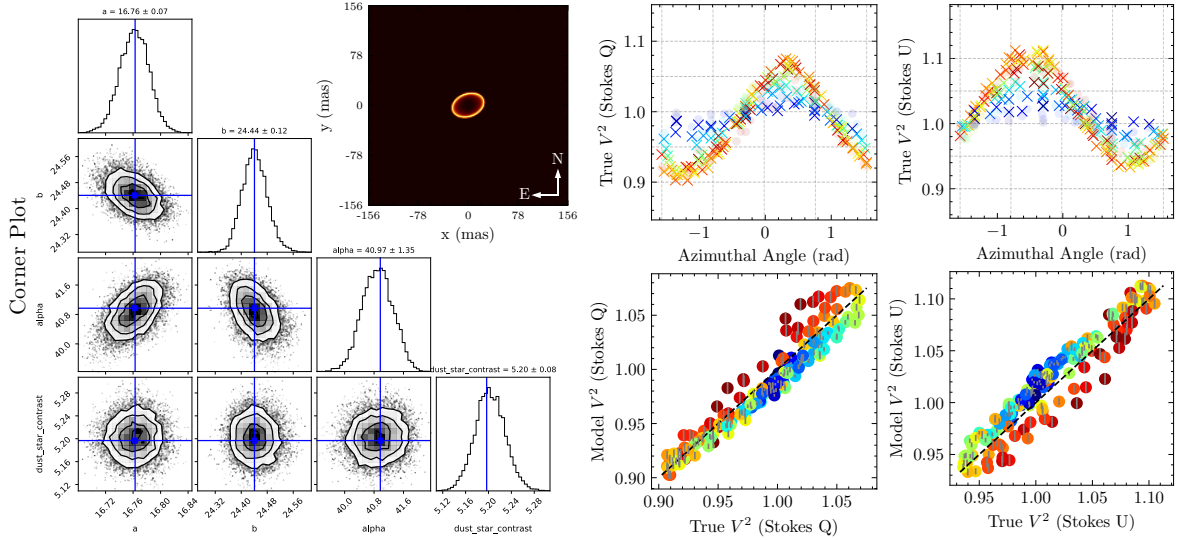 Corner Plot
a = 16.76 ± 0.07
b = 24.44 ± 0.12
alpha = 40.97 ± 1.35
dust_star_contrast = 5.20 ± 0.08
b
24.56
24.48
24.40
24.32
alpha
41.6
40.8
40.0
dust_star_contrast
5.28
5.20
5.16
5.12
16.72
16.76
16.80
16.84
a
24.40
24.48
24.56
b
40.0
40.8
41.6
alpha
5.12
5.16
5.20
5.28
dust_star_contrast
156
78
0
-78
-156
y (mas)
-156
-78
0
78
156
x (mas)
N
E
True V² (Stokes Q)
1.1
1.0
0.9
−1
0
1
Azimuthal Angle (rad)
True V² (Stokes U)
1.1
1.0
0.9
−1
0
1
Azimuthal Angle (rad)
Model V² (Stokes Q)
1.05
1.00
0.95
0.90
0.90
0.95
1.00
1.05
True V² (Stokes Q)
Model V² (Stokes U)
1.10
1.05
1.00
0.95
0.95
1.00
1.05
1.10
True V² (Stokes U)